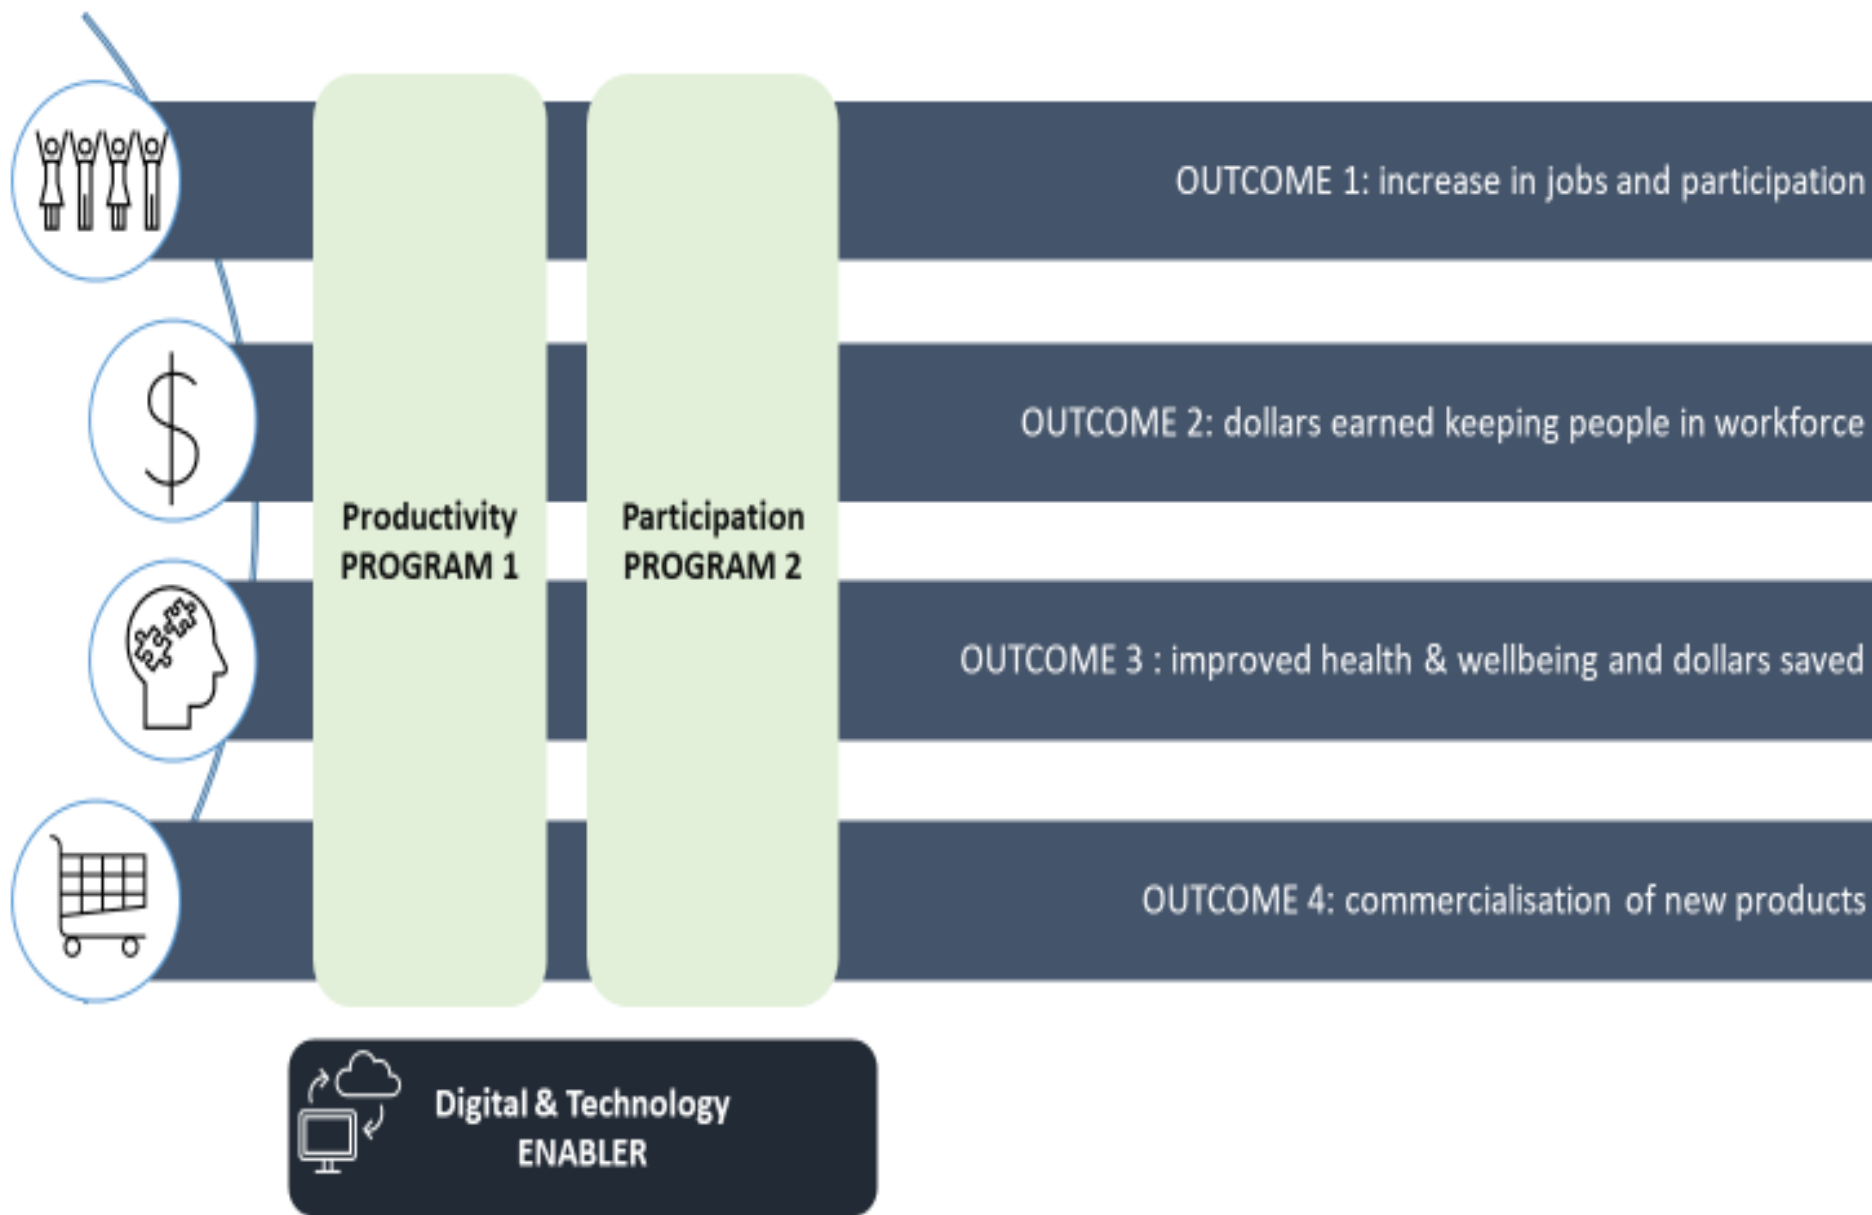 OUTCOME 1: increase in jobs and participation
OUTCOME 2: dollars earned keeping people in workforce
Productivity
PROGRAM 1
Participation
PROGRAM 2
OUTCOME 3 : improved health & wellbeing and dollars saved
OUTCOME 4: commercialisation of new products
Digital & Technology
ENABLER